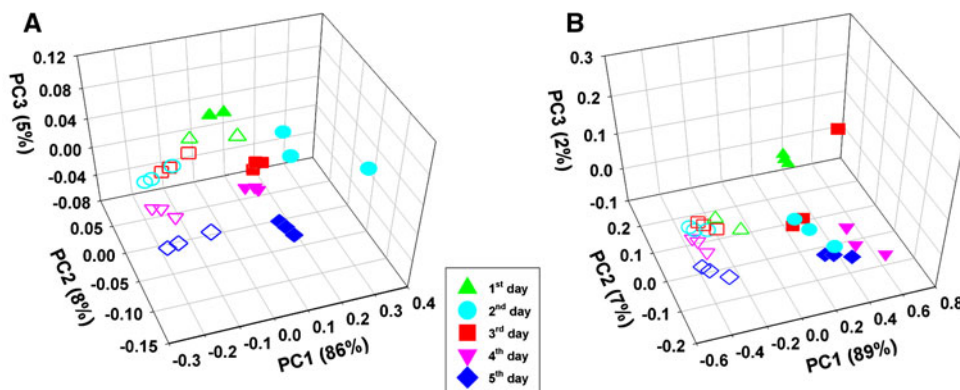 A
PC3 (5%)
0.12
0.08
0.04
0.00
-0.04
-0.08
PC2 (8%)
0.05
0.00
-0.05
-0.10
-0.15
-0.3
-0.2
-0.1
0.0
0.1
0.2
0.3
0.4
PC1 (86%)
1st day
2nd day
3rd day
4th day
5th day
B
PC3 (2%)
0.3
0.2
0.1
0.0
-0.1
PC2 (7%)
0.2
0.1
0.0
-0.1
-0.2
-0.6
-0.4
-0.2
0.0
0.2
0.4
0.6
0.8
PC1 (89%)